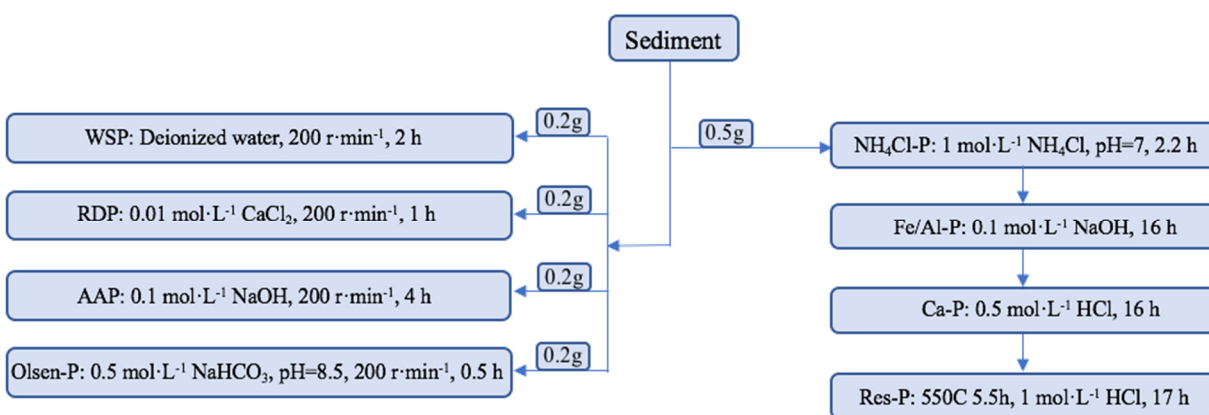 Sediment
0.2g
WSP: Deionized water, 200 r·min⁻¹, 2 h
0.2g
RDP: 0.01 mol·L⁻¹ CaCl₂, 200 r·min⁻¹, 1 h
0.2g
AAP: 0.1 mol·L⁻¹ NaOH, 200 r·min⁻¹, 4 h
0.2g
Olsen-P: 0.5 mol·L⁻¹ NaHCO₃, pH=8.5, 200 r·min⁻¹, 0.5 h
0.5g
NH₄Cl-P: 1 mol·L⁻¹ NH₄Cl, pH=7, 2.2 h
Fe/Al-P: 0.1 mol·L⁻¹ NaOH, 16 h
Ca-P: 0.5 mol·L⁻¹ HCl, 16 h
Res-P: 550C 5.5h, 1 mol·L⁻¹ HCl, 17 h